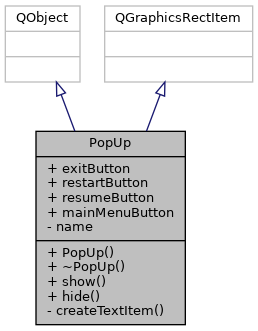 QObject
QGraphicsRectItem
PopUp
+ exitButton
+ restartButton
+ resumeButton
+ mainMenuButton
- name
+ PopUp()
+ ~PopUp()
+ show()
+ hide()
- createTextItem()